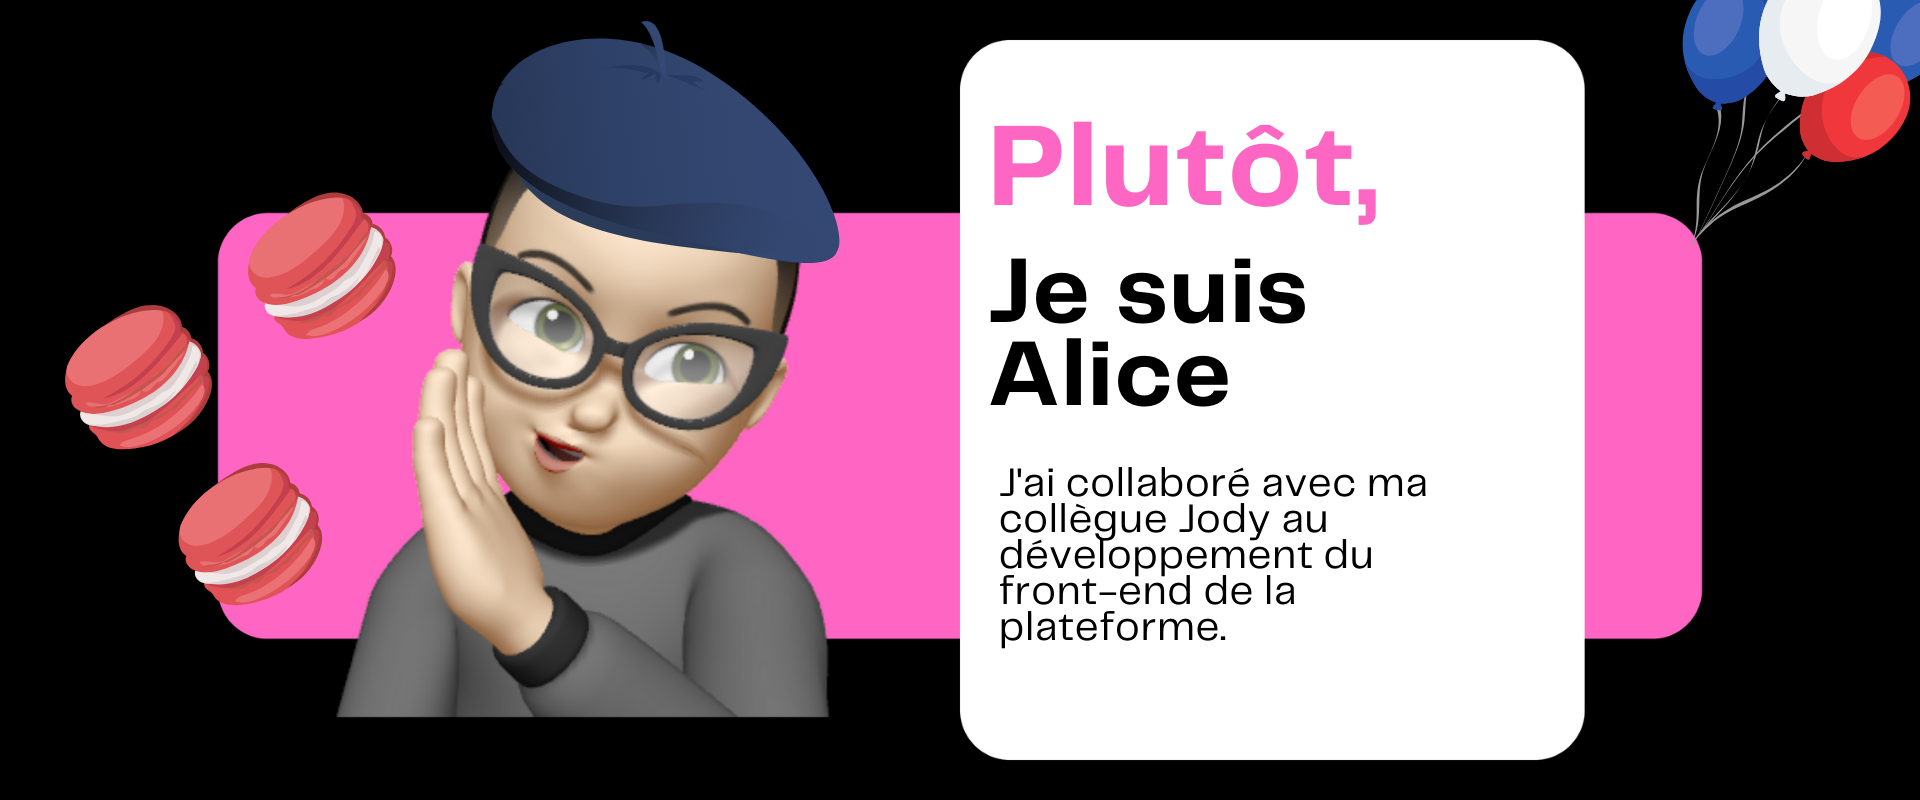 Plutôt,
Je suis
Alice
J'ai collaboré avec ma
collègue Jody au
développement du
front-end de la
plateforme.